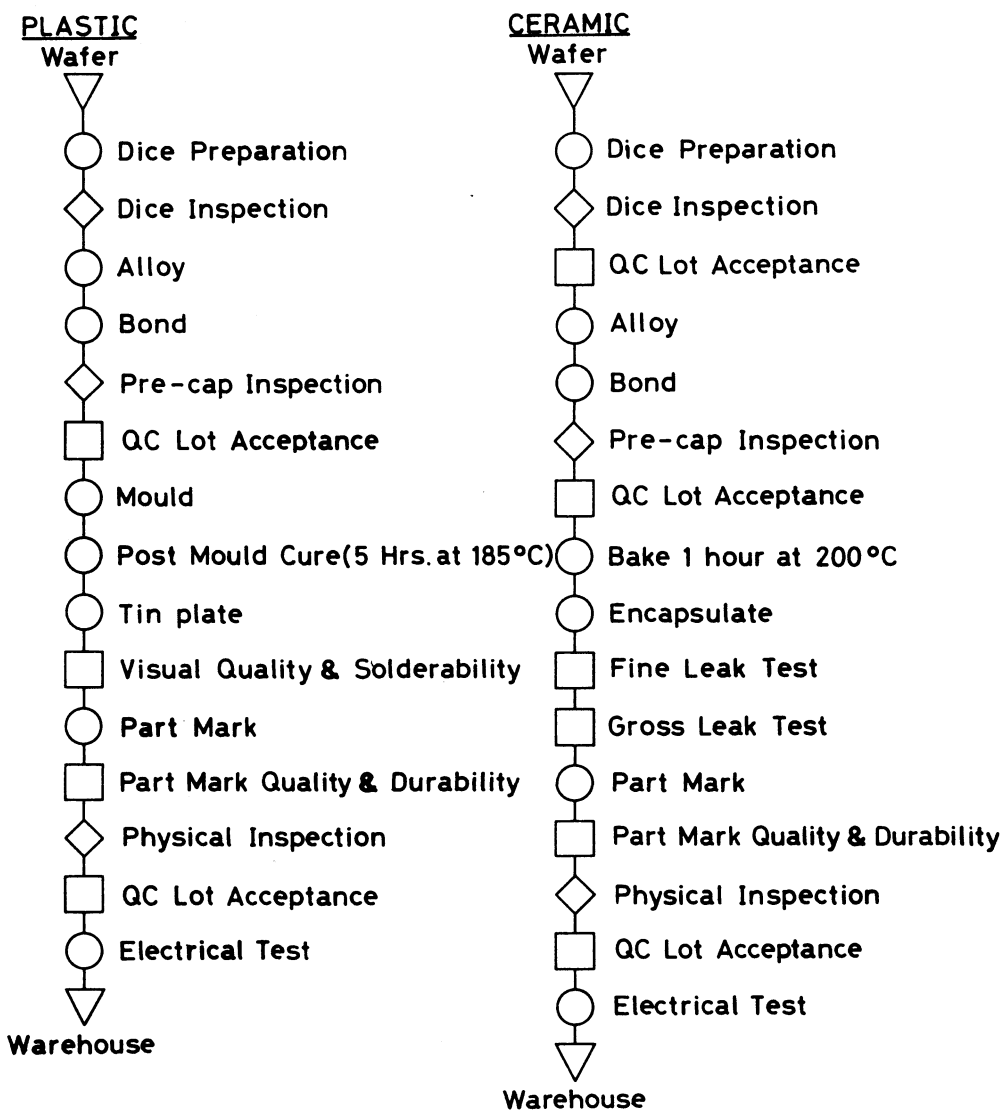 PLASTIC
Wafer
Dice Preparation
Dice Inspection
Alloy
Bond
Pre-cap Inspection
QC Lot Acceptance
Mould
Post Mould Cure(5 Hrs. at 185°C)
Tin plate
Visual Quality & Solderability
Part Mark
Part Mark Quality & Durability
Physical Inspection
QC Lot Acceptance
Electrical Test
Warehouse
CERAMIC
Wafer
Dice Preparation
Dice Inspection
QC Lot Acceptance
Alloy
Bond
Pre-cap Inspection
QC Lot Acceptance
Bake 1 hour at 200°C
Encapsulate
Fine Leak Test
Gross Leak Test
Part Mark
Part Mark Quality & Durability
Physical Inspection
QC Lot Acceptance
Electrical Test
Warehouse